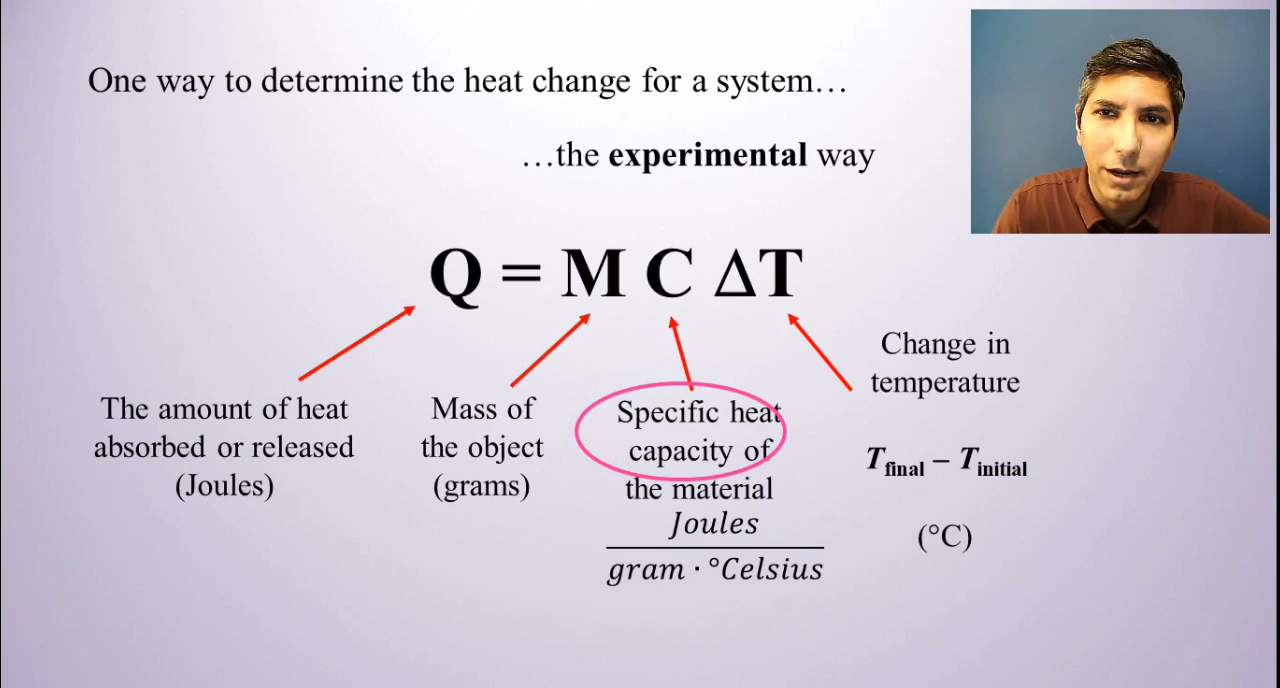 One way to determine the heat change for a system…
…the experimental way
Q = M C ΔT
The amount of heat
absorbed or released
(Joules)
Mass of
the object
(grams)
Specific heat
capacity of
the material
Joules
gram · °Celsius
Change in
temperature
Tfinal − Tinitial
(°C)